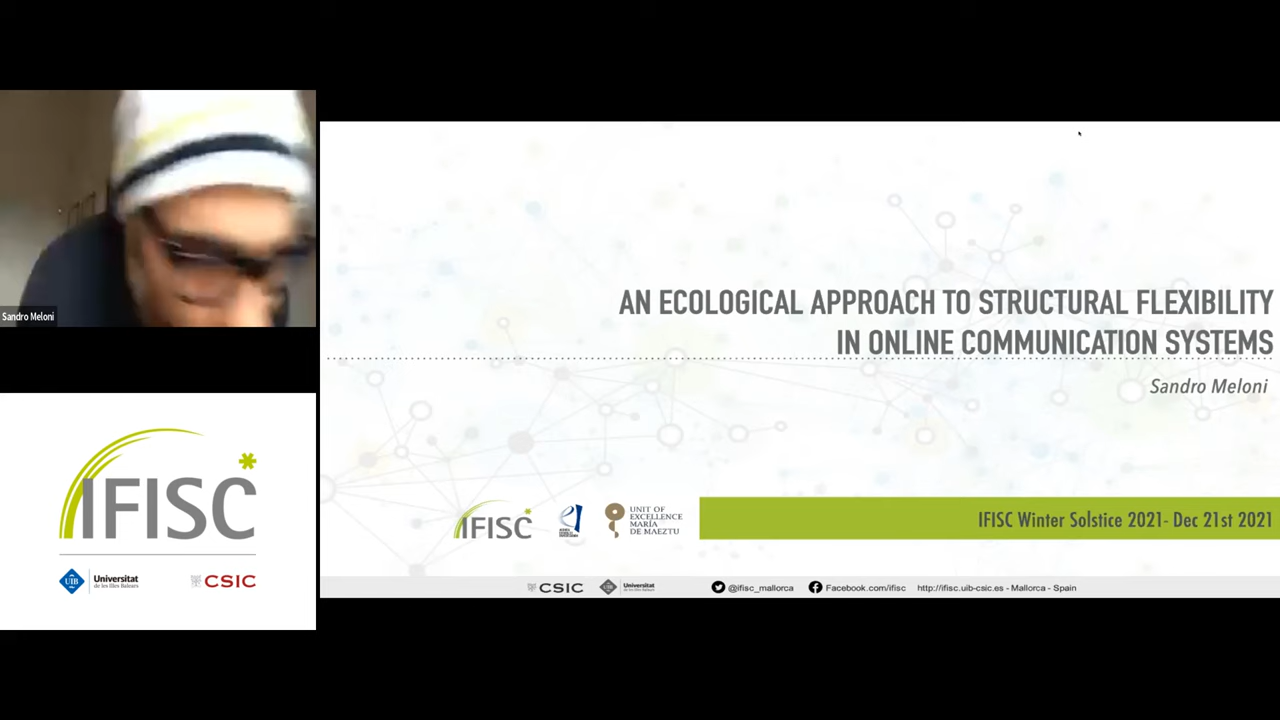 Sandro Meloni
IFISC
UIB
Universitat
de les Illes Balears
CSIC
AN ECOLOGICAL APPROACH TO STRUCTURAL FLEXIBILITY
IN ONLINE COMMUNICATION SYSTEMS
Sandro Meloni
IFISC
UNIT OF
EXCELLENCE
MARÍA
DE MAEZTU
IFISC Winter Solstice 2021- Dec 21st 2021
CSIC
Universitat
@ifisc_mallorca
Facebook.com/ifisc
http://ifisc.uib-csic.es - Mallorca - Spain